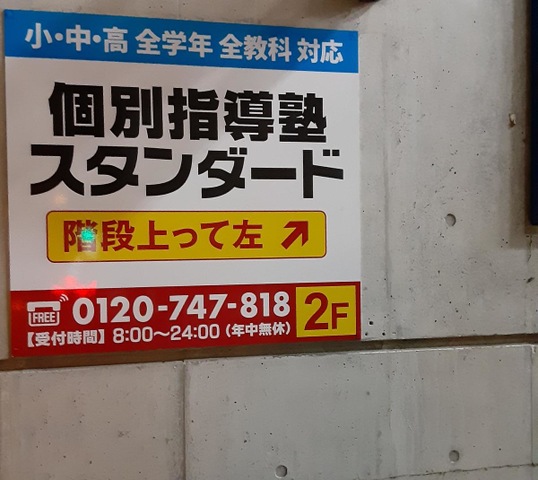 小・中・高 全学年 全教科 対応
個別指導塾
スタンダード
階段上って左 ↗
FREE 0120-747-818
【受付時間】8:00〜24:00（年中無休）
2F